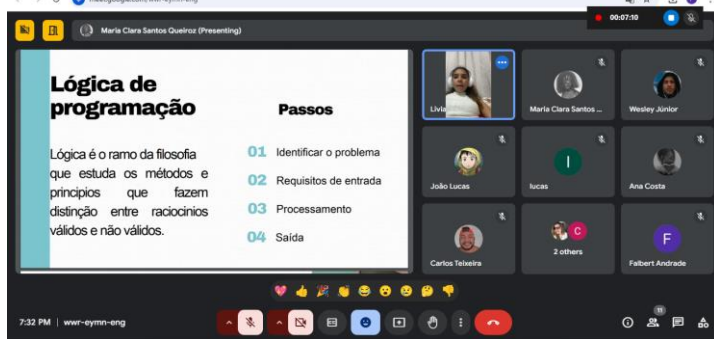 00:07:10
Maria Clara Santos Queiroz (Presenting)
Lógica de
programação
Lógica é o ramo da filosofia
que estuda os métodos e
principios que fazem
distinção entre raciocinios
válidos e não válidos.
Passos
01 Identificar o problema
02 Requisitos de entrada
03 Processamento
04 Saída
Livia
Maria Clara Santos ...
Wesley Júnior
João Lucas
I
lucas
Ana Costa
Carlos Teixeira
C
2 others
F
Falbert Andrade
11
7:32 PM | wwr-eymn-eng